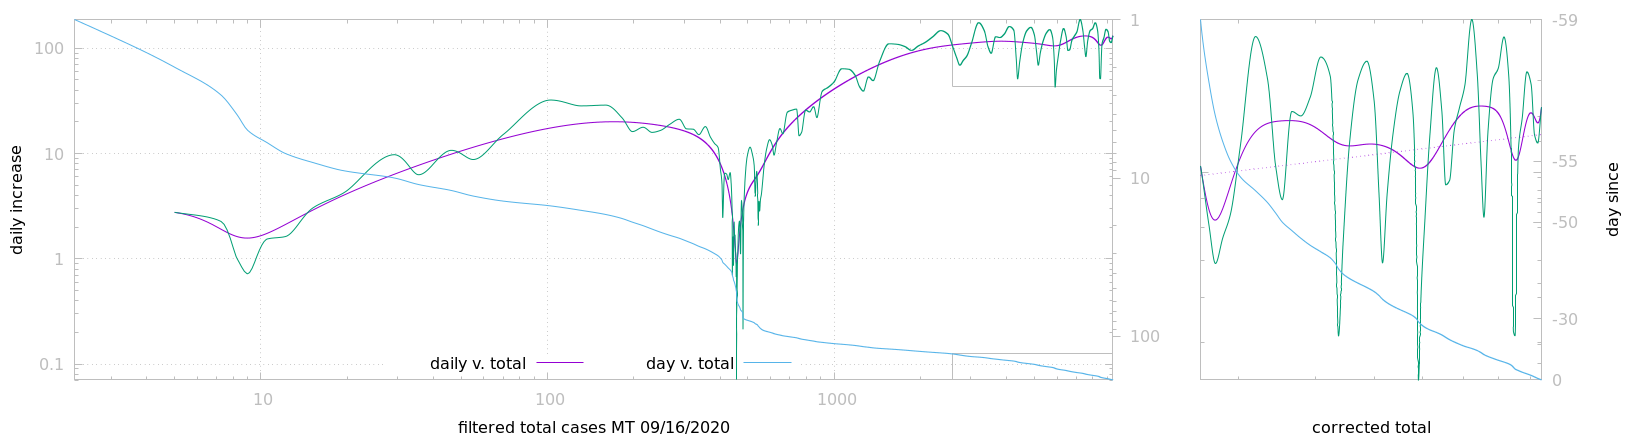 daily increase
100
10
1
0.1
10
100
1000
1
10
100
daily v. total
day v. total
filtered total cases MT 09/16/2020
-59
-55
-50
-30
0
day since
corrected total